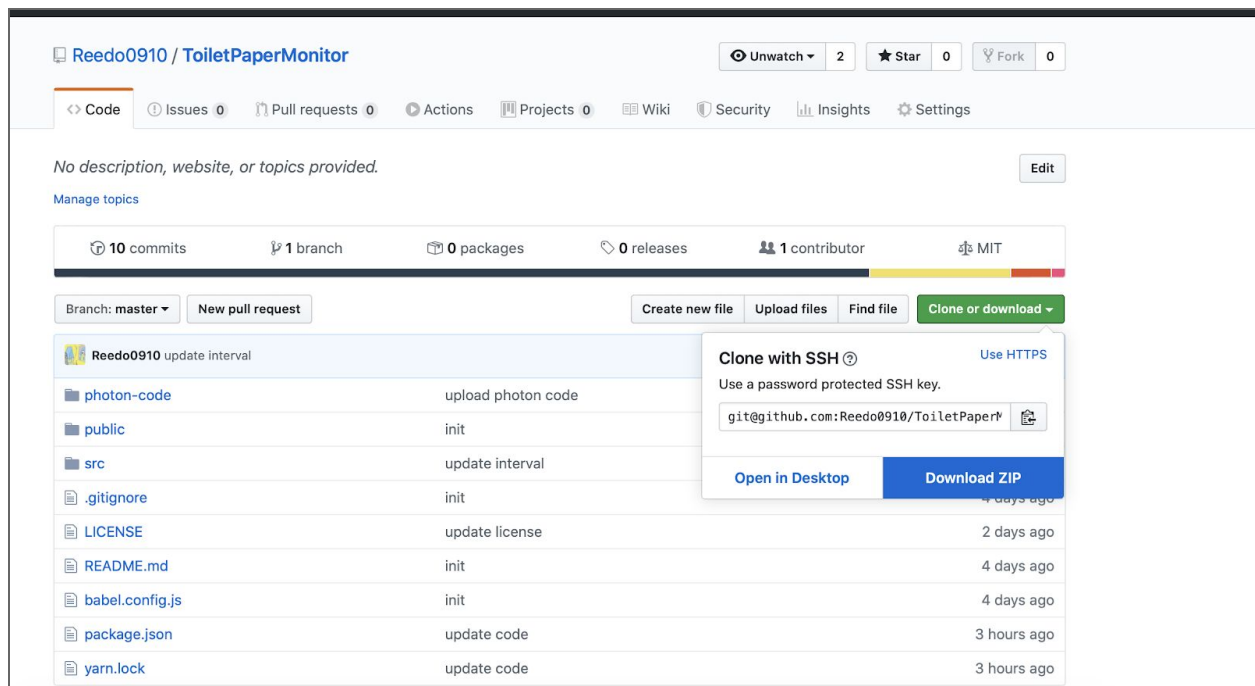 Reedo0910 / ToiletPaperMonitor
Unwatch 2 Star 0 Fork 0
Code Issues 0 Pull requests 0 Actions Projects 0 Wiki Security Insights Settings
No description, website, or topics provided. Edit
Manage topics
10 commits 1 branch 0 packages 0 releases 1 contributor MIT
Branch: master New pull request Create new file Upload files Find file Clone or download
Reedo0910 update interval
Clone with SSH Use HTTPS
Use a password protected SSH key.
git@github.com:Reedo0910/ToiletPaper
Open in Desktop Download ZIP
photon-code upload photon code
public init
src update interval
.gitignore init 4 days ago
LICENSE update license 2 days ago
README.md init 4 days ago
babel.config.js init 4 days ago
package.json update code 3 hours ago
yarn.lock update code 3 hours ago